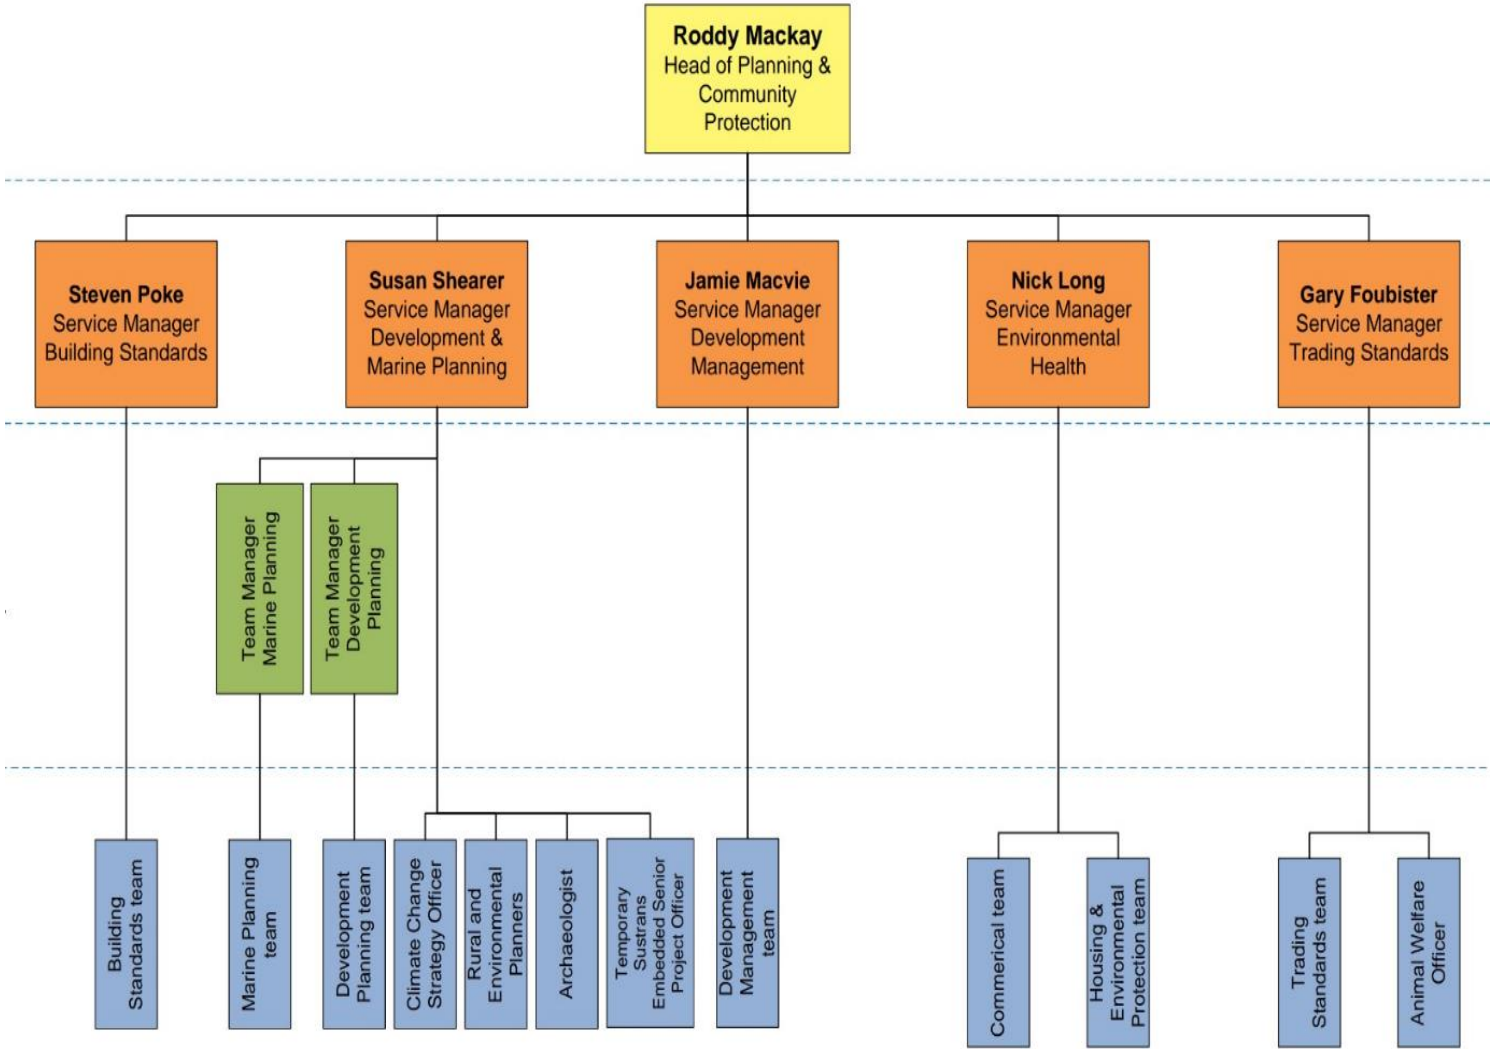 Roddy Mackay
Head of Planning &
Community
Protection
Steven Poke
Service Manager
Building Standards
Susan Shearer
Service Manager
Development &
Marine Planning
Jamie Macvie
Service Manager
Development
Management
Nick Long
Service Manager
Environmental
Health
Gary Foubister
Service Manager
Trading Standards
Team Manager
Marine Planning
Team Manager
Development
Planning
Building
Standards team
Marine Planning
team
Development
Planning team
Climate Change
Strategy Officer
Rural and
Environmental
Planners
Archaeologist
Temporary
Sustrans
Embedded Senior
Project Officer
Development
Management
team
Commerical team
Housing &
Environmental
Protection team
Trading
Standards team
Animal Welfare
Officer